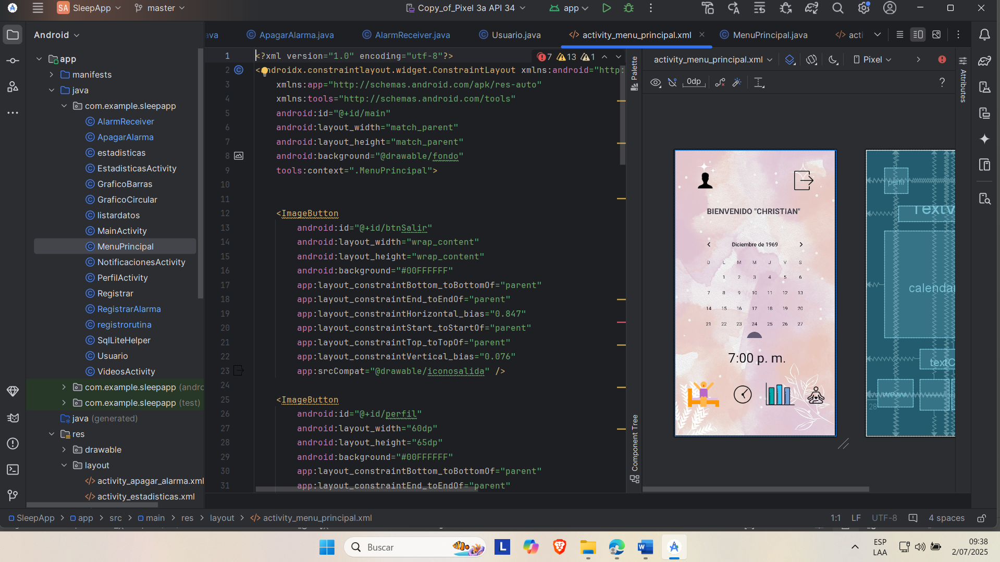 SA SleepApp master Copy_of_Pixel 3a API 34 app
Android
ava ApagarAlarma.java AlarmReceiver.java Usuario.java activity_menu_principal.xml MenuPrincipal.java acti
app
manifests
java
com.example.sleepapp
AlarmReceiver
ApagarAlarma
estadisticas
EstadisticasActivity
GraficoBarras
GraficoCircular
listardatos
MainActivity
MenuPrincipal
NotificacionesActivity
PerfilActivity
Registrar
RegistrarAlarma
registrorutina
SqlLiteHelper
Usuario
VideosActivity
com.example.sleepapp (andro
com.example.sleepapp (test)
java (generated)
res
drawable
layout
activity_apagar_alarma.xml
activity_estadisticas.xml
7 13 1
1 <?xml version="1.0" encoding="utf-8"?>
2 <androidx.constraintlayout.widget.ConstraintLayout xmlns:android="http:
3 xmlns:app="http://schemas.android.com/apk/res-auto"
4 xmlns:tools="http://schemas.android.com/tools"
5 android:id="@+id/main"
6 android:layout_width="match_parent"
7 android:layout_height="match_parent"
8 android:background="@drawable/fondo"
9 tools:context=".MenuPrincipal">
10
11
12 <ImageButton
13 android:id="@+id/btnSalir"
14 android:layout_width="wrap_content"
15 android:layout_height="wrap_content"
16 android:background="#00FFFFFF"
17 app:layout_constraintBottom_toBottomOf="parent"
18 app:layout_constraintEnd_toEndOf="parent"
19 app:layout_constraintHorizontal_bias="0.847"
20 app:layout_constraintStart_toStartOf="parent"
21 app:layout_constraintTop_toTopOf="parent"
22 app:layout_constraintVertical_bias="0.076"
23 app:srcCompat="@drawable/iconosalida" />
24
25 <ImageButton
26 android:id="@+id/perfil"
27 android:layout_width="60dp"
28 android:layout_height="65dp"
29 android:background="#00FFFFFF"
30 app:layout_constraintBottom_toBottomOf="parent"
31 app:layout_constraintEnd_toEndOf="parent"
Palette
Component Tree
activity_menu_principal.xml Pixel
0dp
?
Attributes
BIENVENIDO "CHRISTIAN"
Diciembre de 1969
D L M M J V S
1 2 3 4 5 6
7 8 9 10 11 12 13
14 15 16 17 18 19 20
21 22 23 24 25 26 27
7:00 p. m.
perfil
TextV
calendar
textC
btnRutina
28
SleepApp > app > src > main > res > layout > activity_menu_principal.xml
1:1 LF UTF-8 4 spaces
Buscar
L
ESP
LAA
09:38
2/07/2025